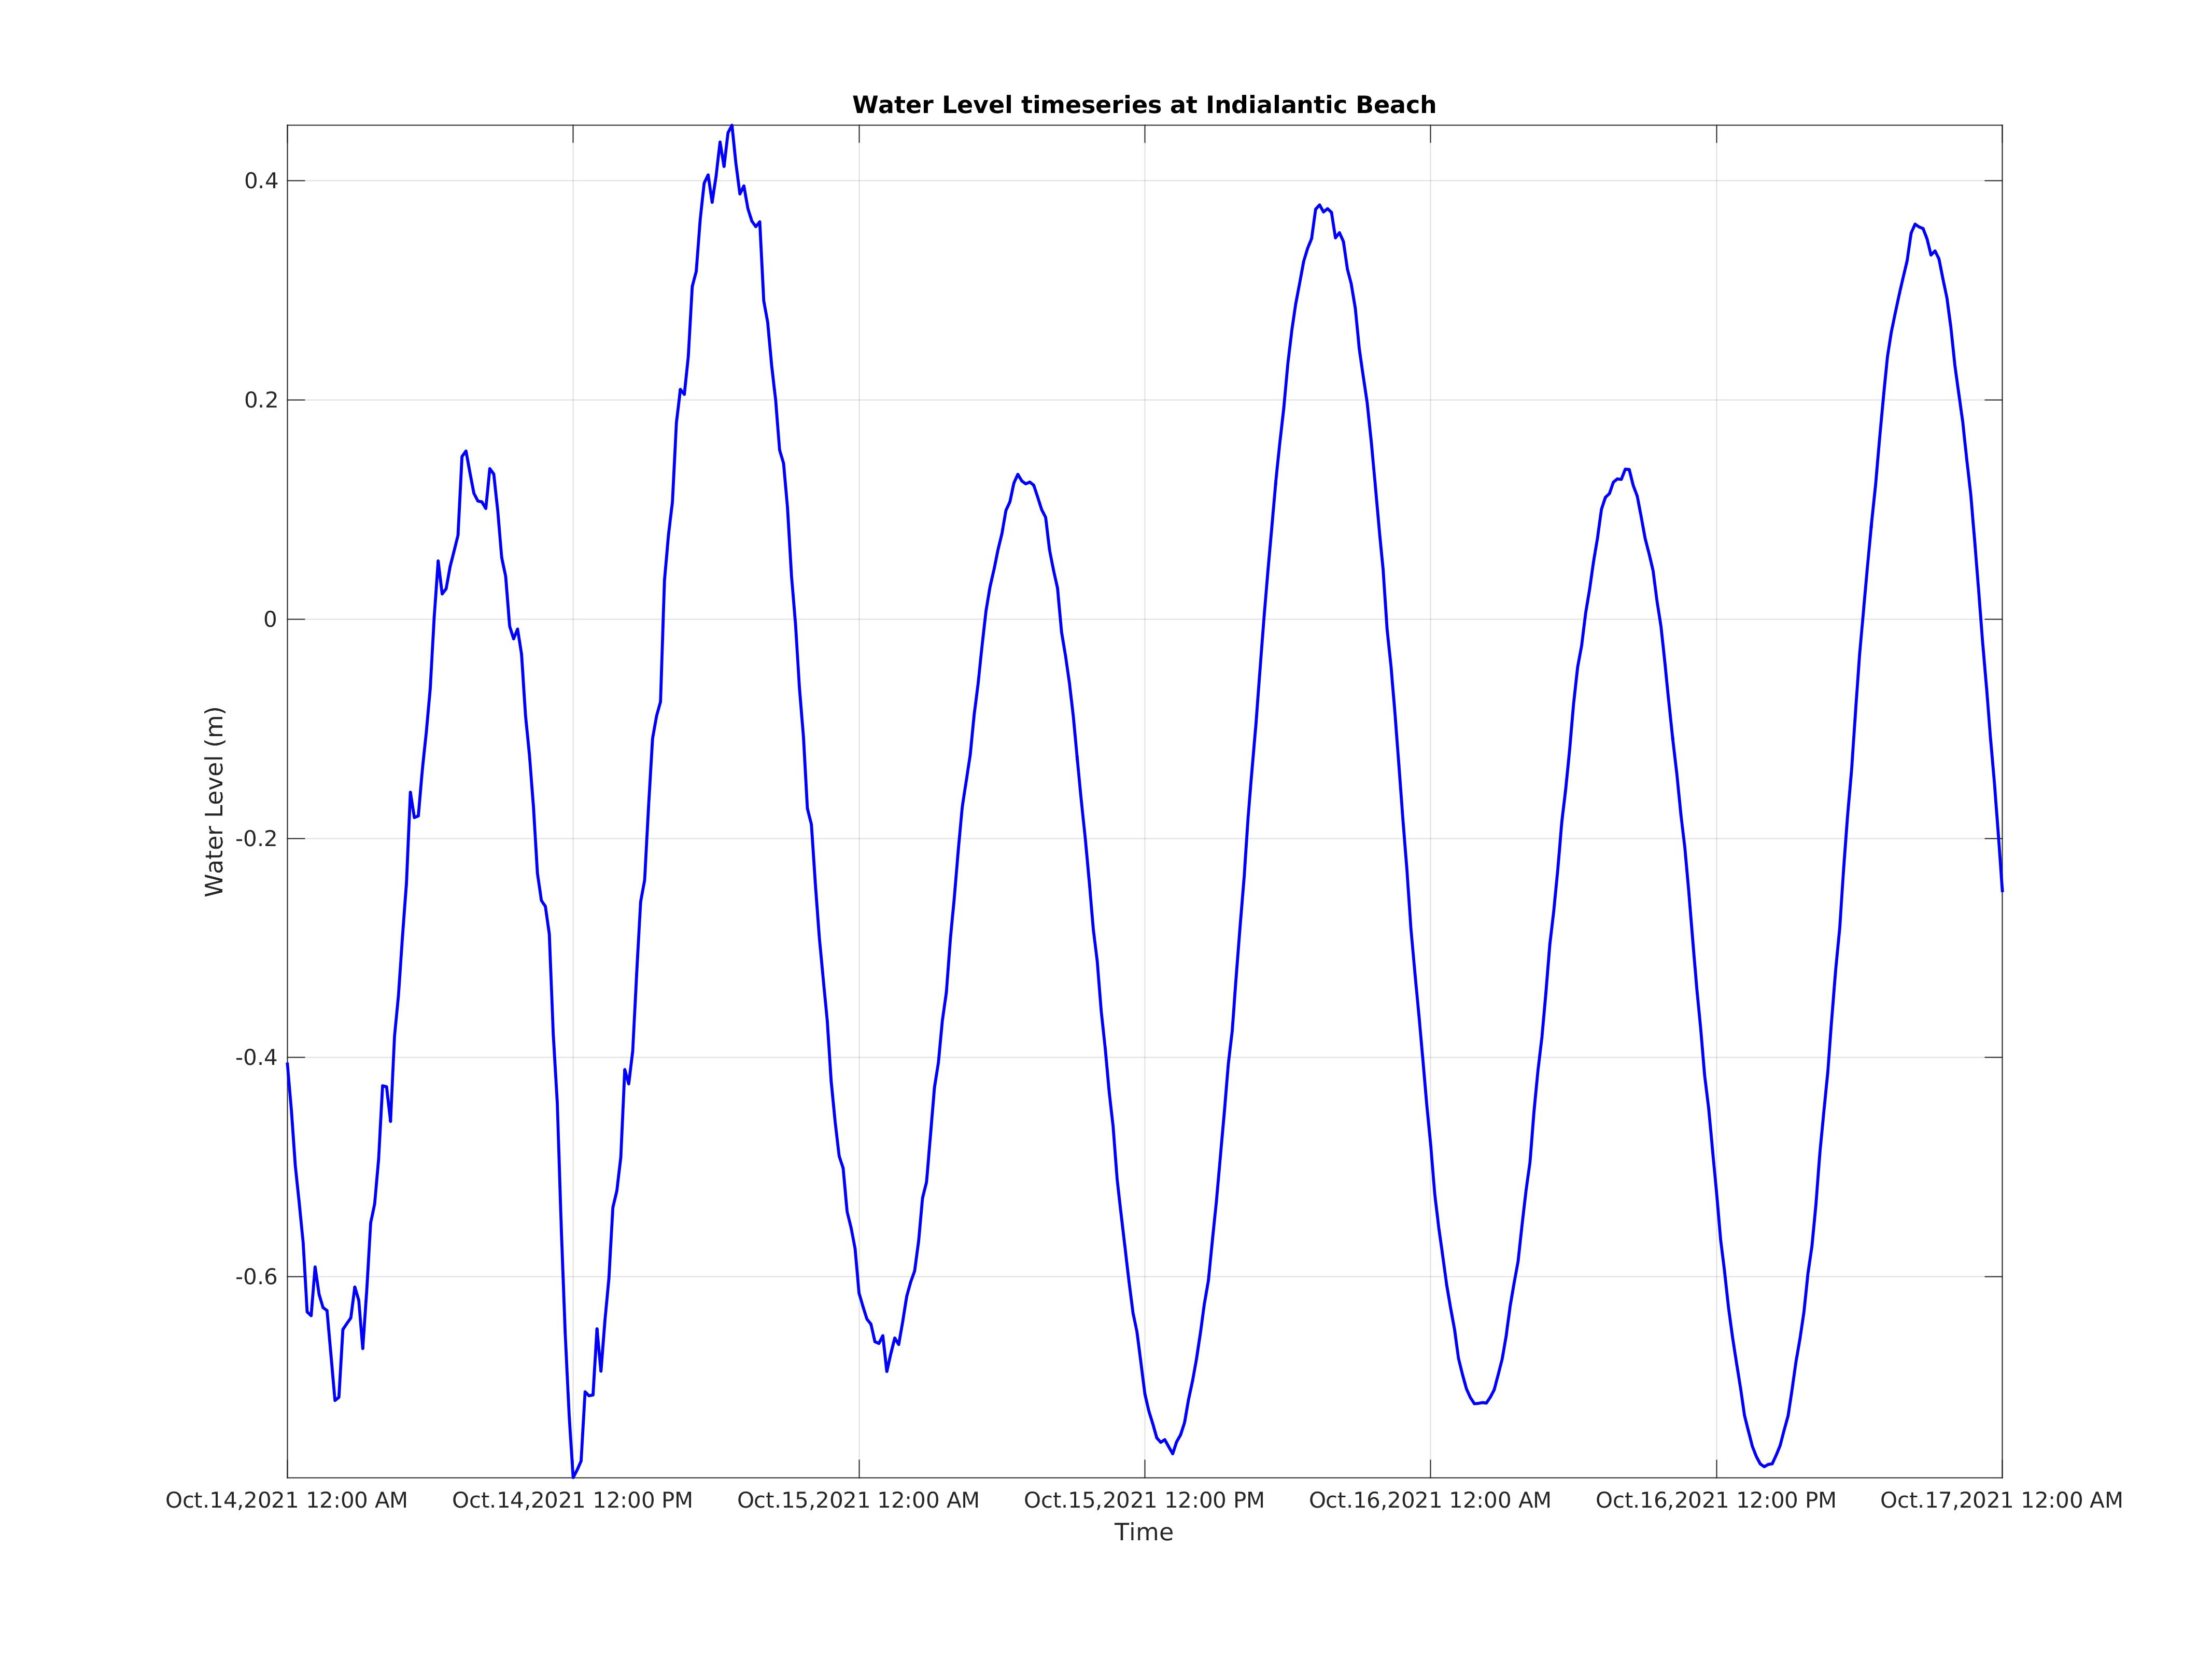 Water Level timeseries at Indialantic Beach
0.4
0.2
0
-0.2
-0.4
-0.6
Water Level (m)
Oct.14,2021 12:00 AM Oct.14,2021 12:00 PM Oct.15,2021 12:00 AM Oct.15,2021 12:00 PM Oct.16,2021 12:00 AM Oct.16,2021 12:00 PM Oct.17,2021 12:00 AM
Time